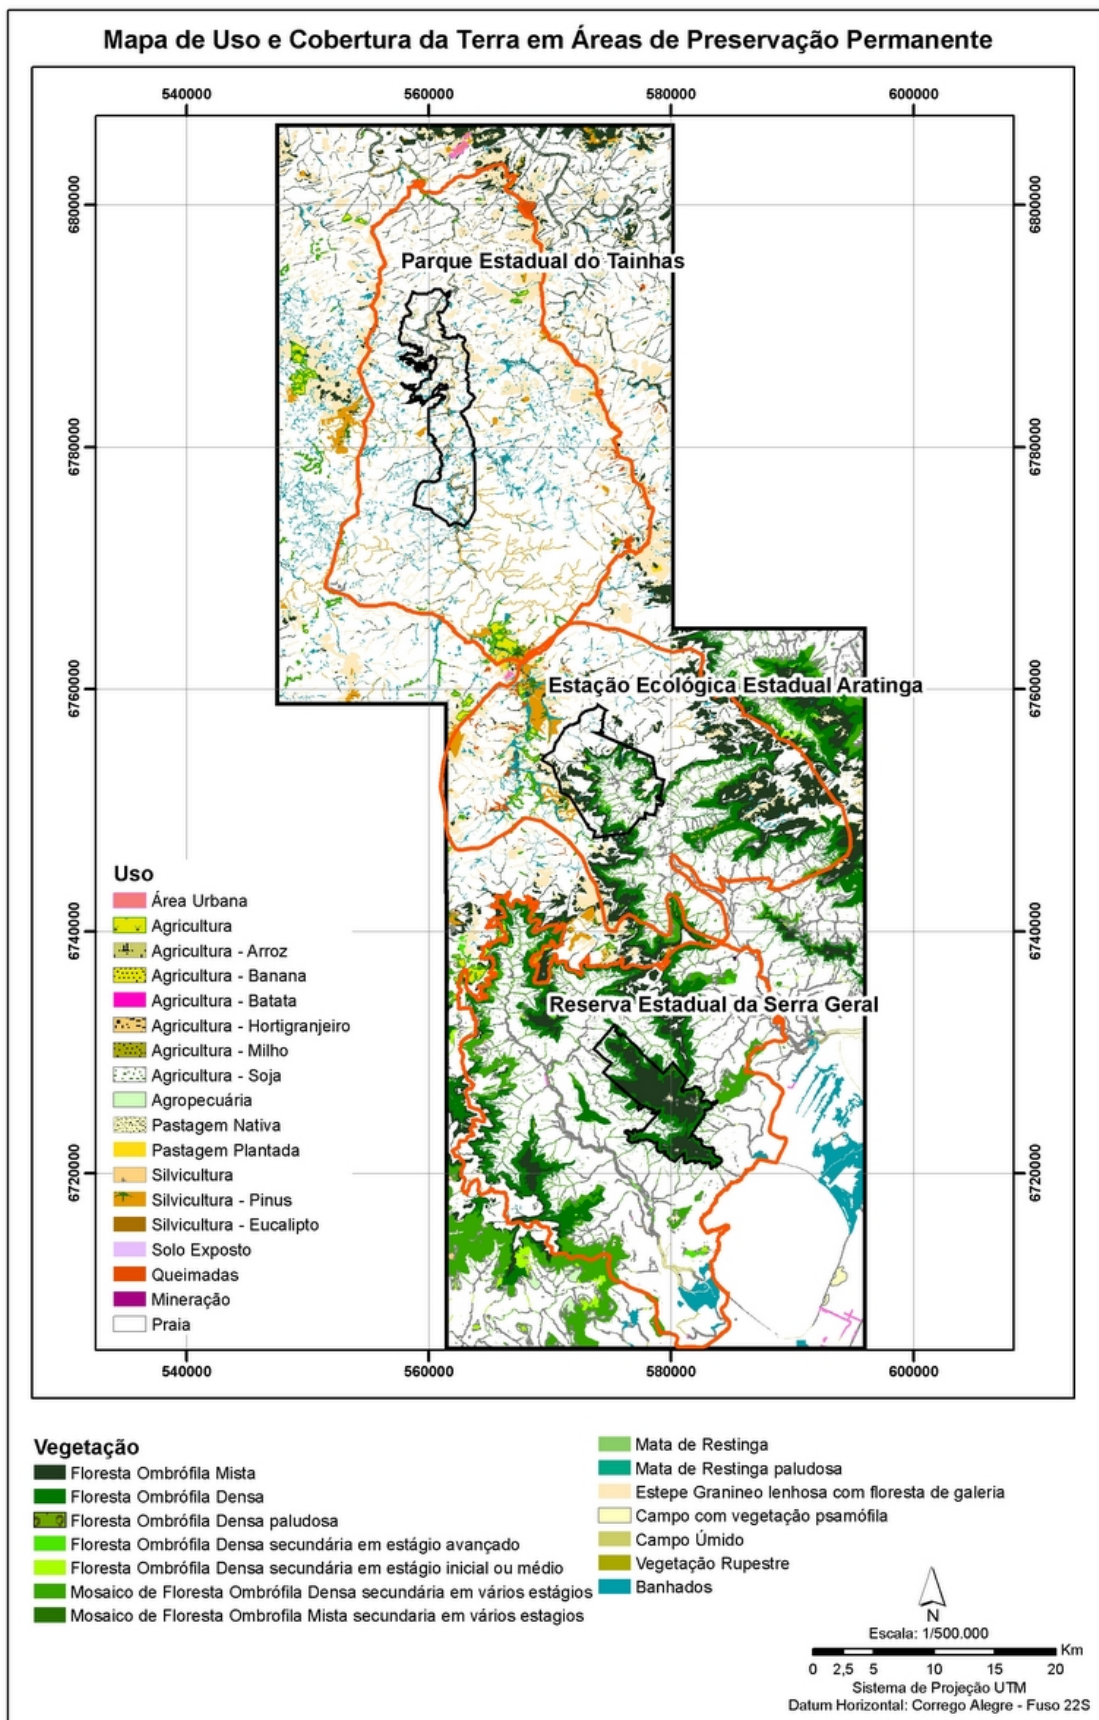 Mapa de Uso e Cobertura da Terra em Áreas de Preservação Permanente
540000 560000 580000 600000
6800000 6800000
Parque Estadual do Tainhas
6780000 6780000
6760000 6760000
Estação Ecológica Estadual Aratinga
6740000 6740000
Reserva Estadual da Serra Geral
6720000 6720000
Uso
Área Urbana
Agricultura
Agricultura - Arroz
Agricultura - Banana
Agricultura - Batata
Agricultura - Hortigranjeiro
Agricultura - Milho
Agricultura - Soja
Agropecuária
Pastagem Nativa
Pastagem Plantada
Silvicultura
Silvicultura - Pinus
Silvicultura - Eucalipto
Solo Exposto
Queimadas
Mineração
Praia
540000 560000 580000 600000
Vegetação
Floresta Ombrófila Mista
Floresta Ombrófila Densa
Floresta Ombrófila Densa paludosa
Floresta Ombrófila Densa secundária em estágio avançado
Floresta Ombrófila Densa secundária em estágio inicial ou médio
Mosaico de Floresta Ombrófila Densa secundária em vários estágios
Mosaico de Floresta Ombrofila Mista secundaria em vários estagios
Mata de Restinga
Mata de Restinga paludosa
Estepe Granineo lenhosa com floresta de galeria
Campo com vegetação psamófila
Campo Úmido
Vegetação Rupestre
Banhados
N
Escala: 1/500.000
Km
0 2,5 5 10 15 20
Sistema de Projeção UTM
Datum Horizontal: Corrego Alegre - Fuso 22S